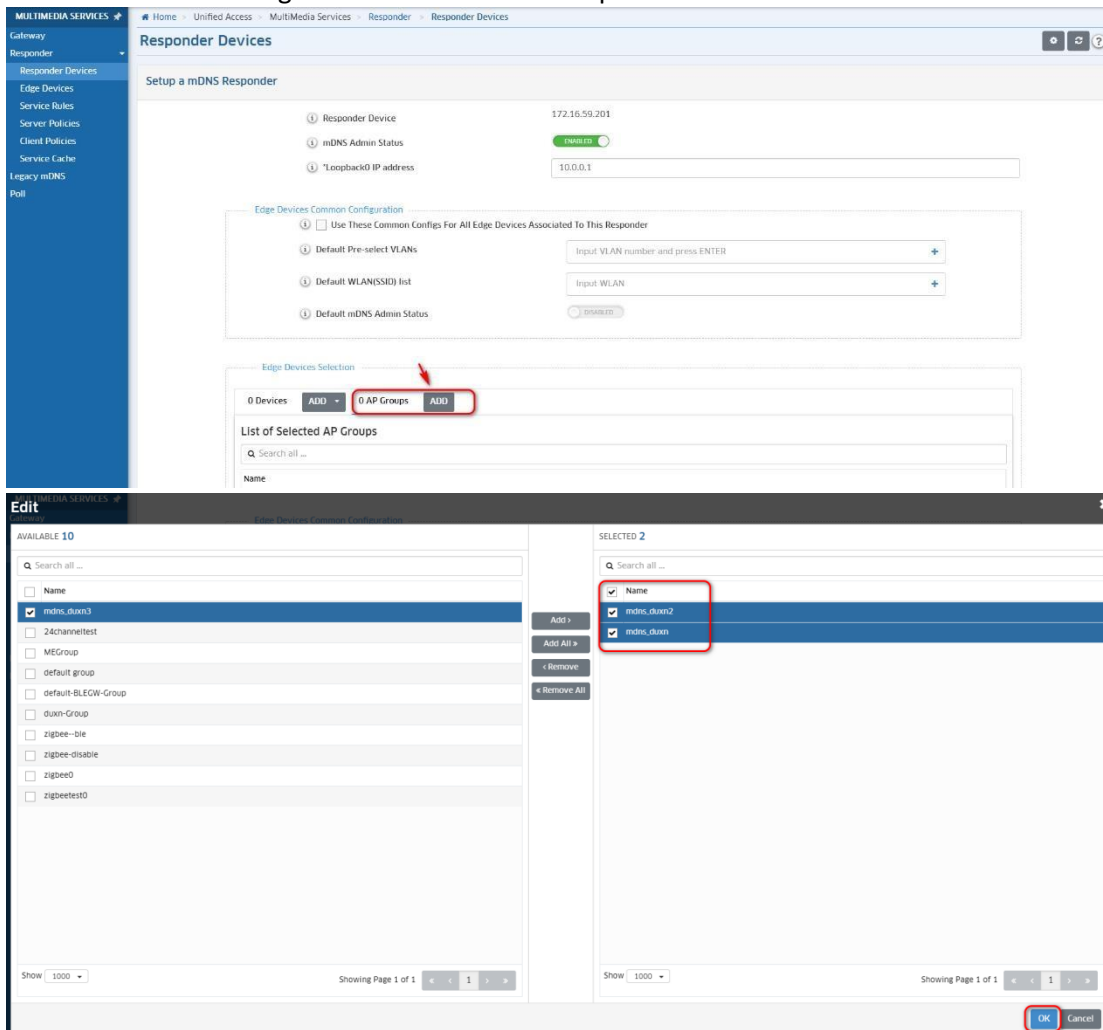 MULTIMEDIA SERVICES
Home > Unified Access > MultiMedia Services > Responder > Responder Devices
Gateway
Responder
Responder Devices
Edge Devices
Service Rules
Server Policies
Client Policies
Service Cache
Legacy mDNS
Poll
Responder Devices
?
Setup a mDNS Responder
Responder Device 172.16.59.201
mDNS Admin Status ENABLED
*Loopback0 IP address 10.0.0.1
Edge Devices Common Configuration
Use These Common Configs For All Edge Devices Associated To This Responder
Default Pre-select VLANs Input VLAN number and press ENTER +
Default WLAN(SSID) list Input WLAN +
Default mDNS Admin Status DISABLED
Edge Devices Selection
0 Devices ADD 0 AP Groups ADD
List of Selected AP Groups
Search all ...
Name
MULTIMEDIA SERVICES
Edit
Gateway
Edge Devices Common Configuration
AVAILABLE 10
Search all ...
Name
mdns_duxn3
24channeltest
MEGroup
default group
default-BLEGW-Group
duxn-Group
zigbee--ble
zigbee-disable
zigbee0
zigbeetest0
Show 1000 Showing Page 1 of 1 « ‹ 1 › »
Add >
Add All »
< Remove
« Remove All
SELECTED 2
Search all ...
Name
mdns_duxn2
mdns_duxn
Show 1000 Showing Page 1 of 1 « ‹ 1 › »
OK Cancel